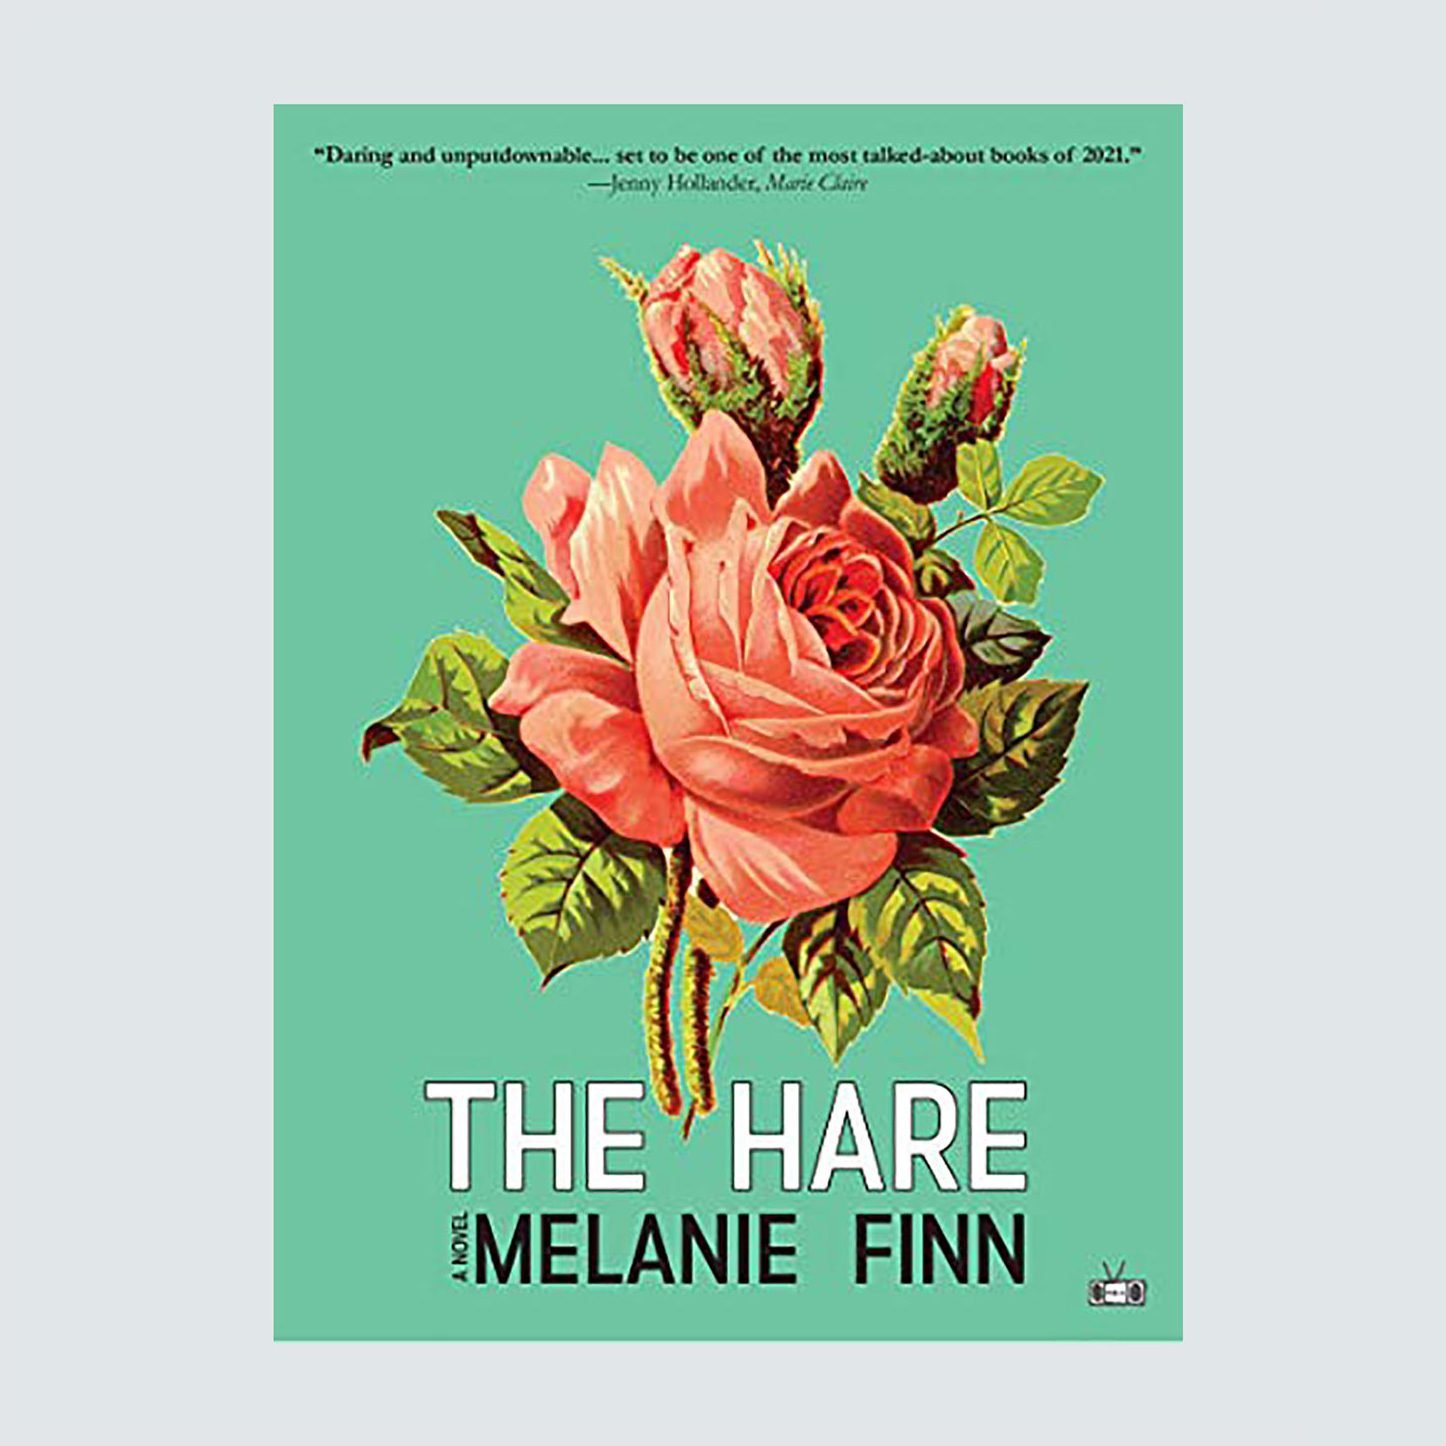 “Daring and unputdownable... set to be one of the most talked-about books of 2021.”
—Jenny Hollander, Marie Claire
THE HARE
A NOVEL
MELANIE FINN